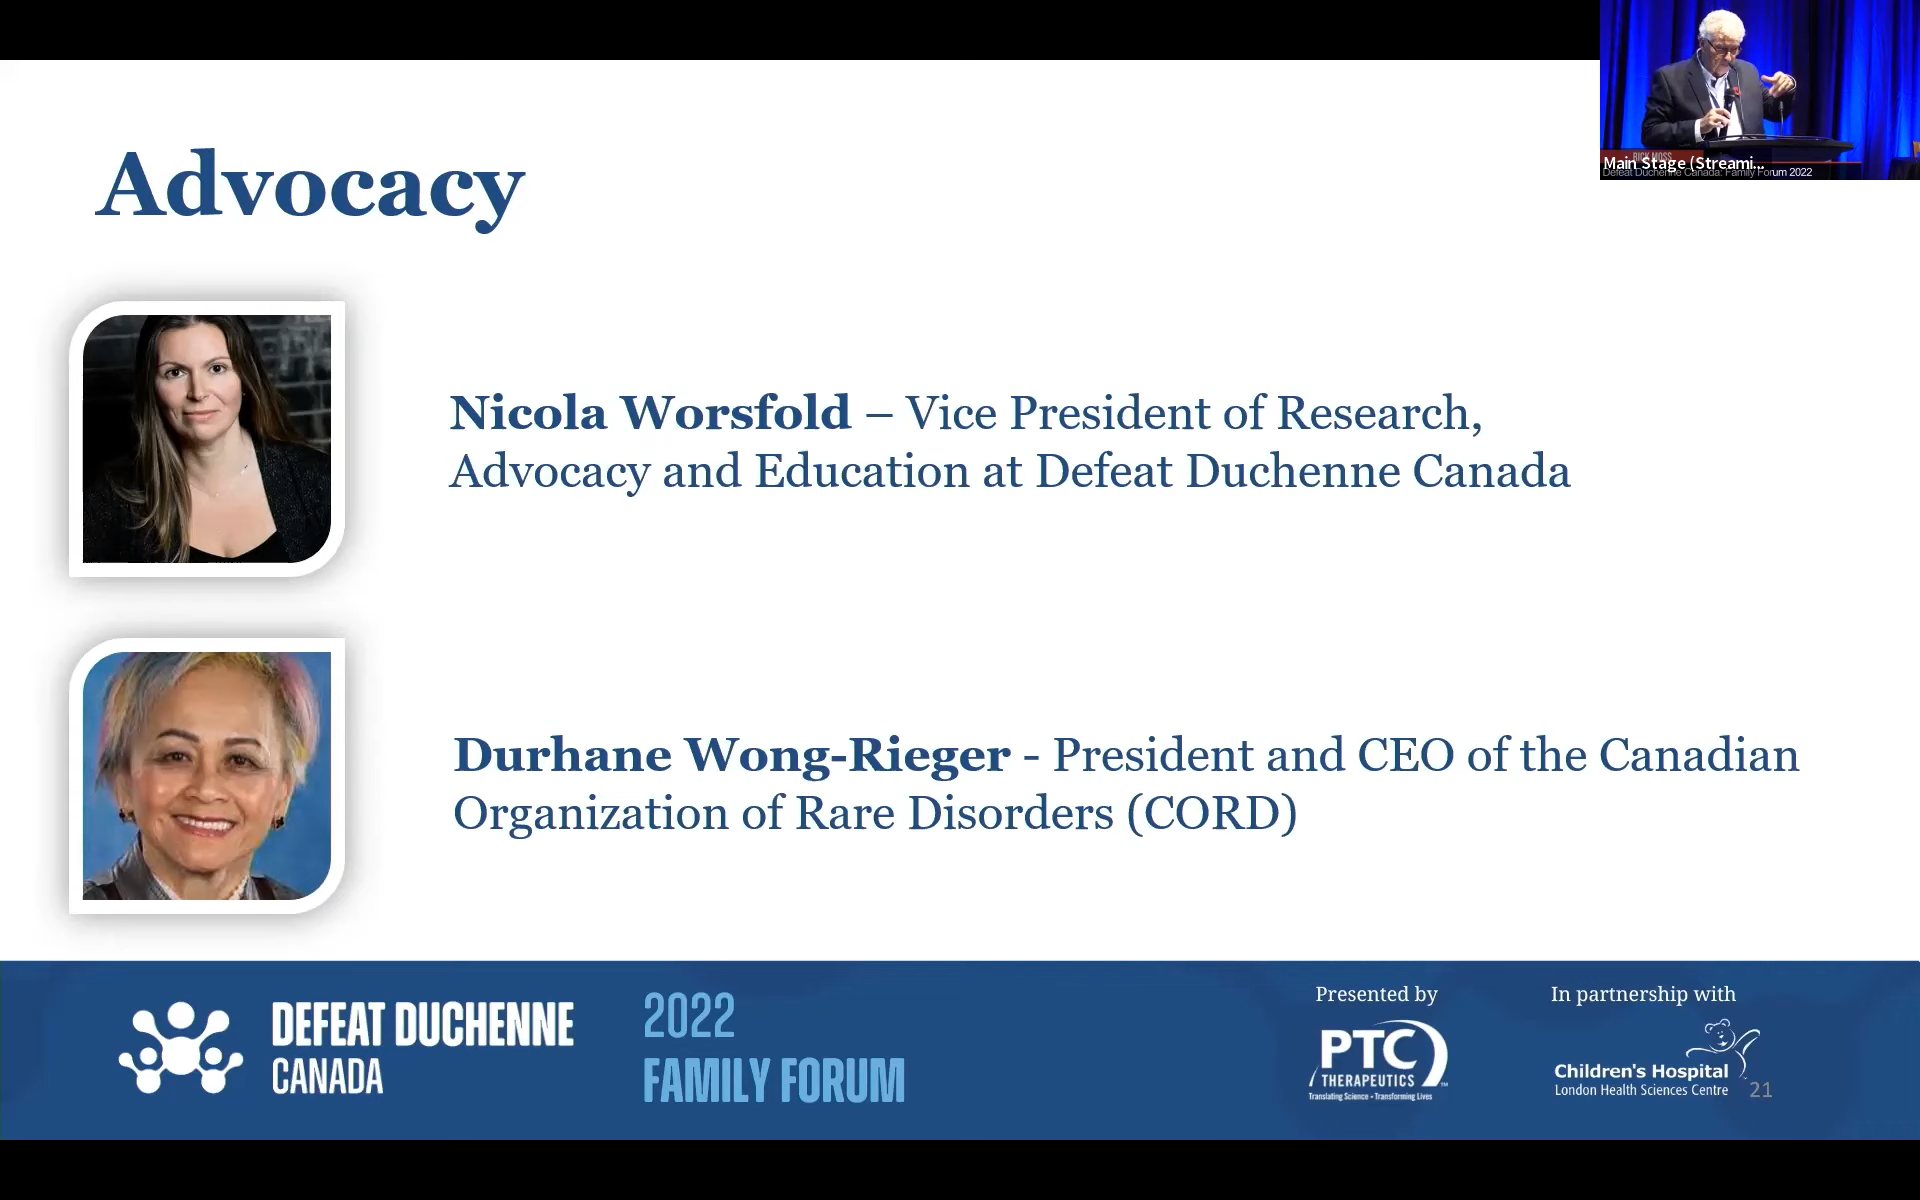 Advocacy
Nicola Worsfold – Vice President of Research,
Advocacy and Education at Defeat Duchenne Canada
Durhane Wong-Rieger - President and CEO of the Canadian
Organization of Rare Disorders (CORD)
RICK MOSS
Main Stage (Streami...
Defeat Duchenne Canada: Family Forum 2022
DEFEAT DUCHENNE
CANADA
2022
FAMILY FORUM
Presented by
PTC
THERAPEUTICS
Translating Science • Transforming Lives
In partnership with
Children's Hospital
London Health Sciences Centre
21